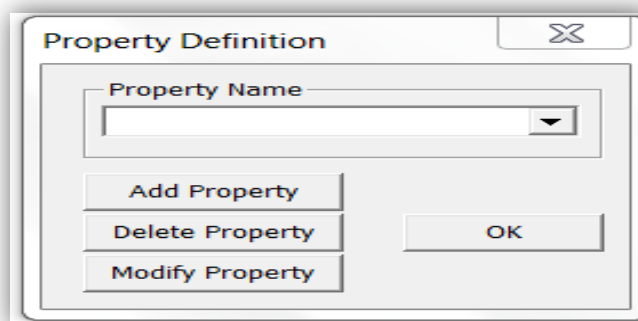 Property Definition
Property Name
Add Property
Delete Property
OK
Modify Property